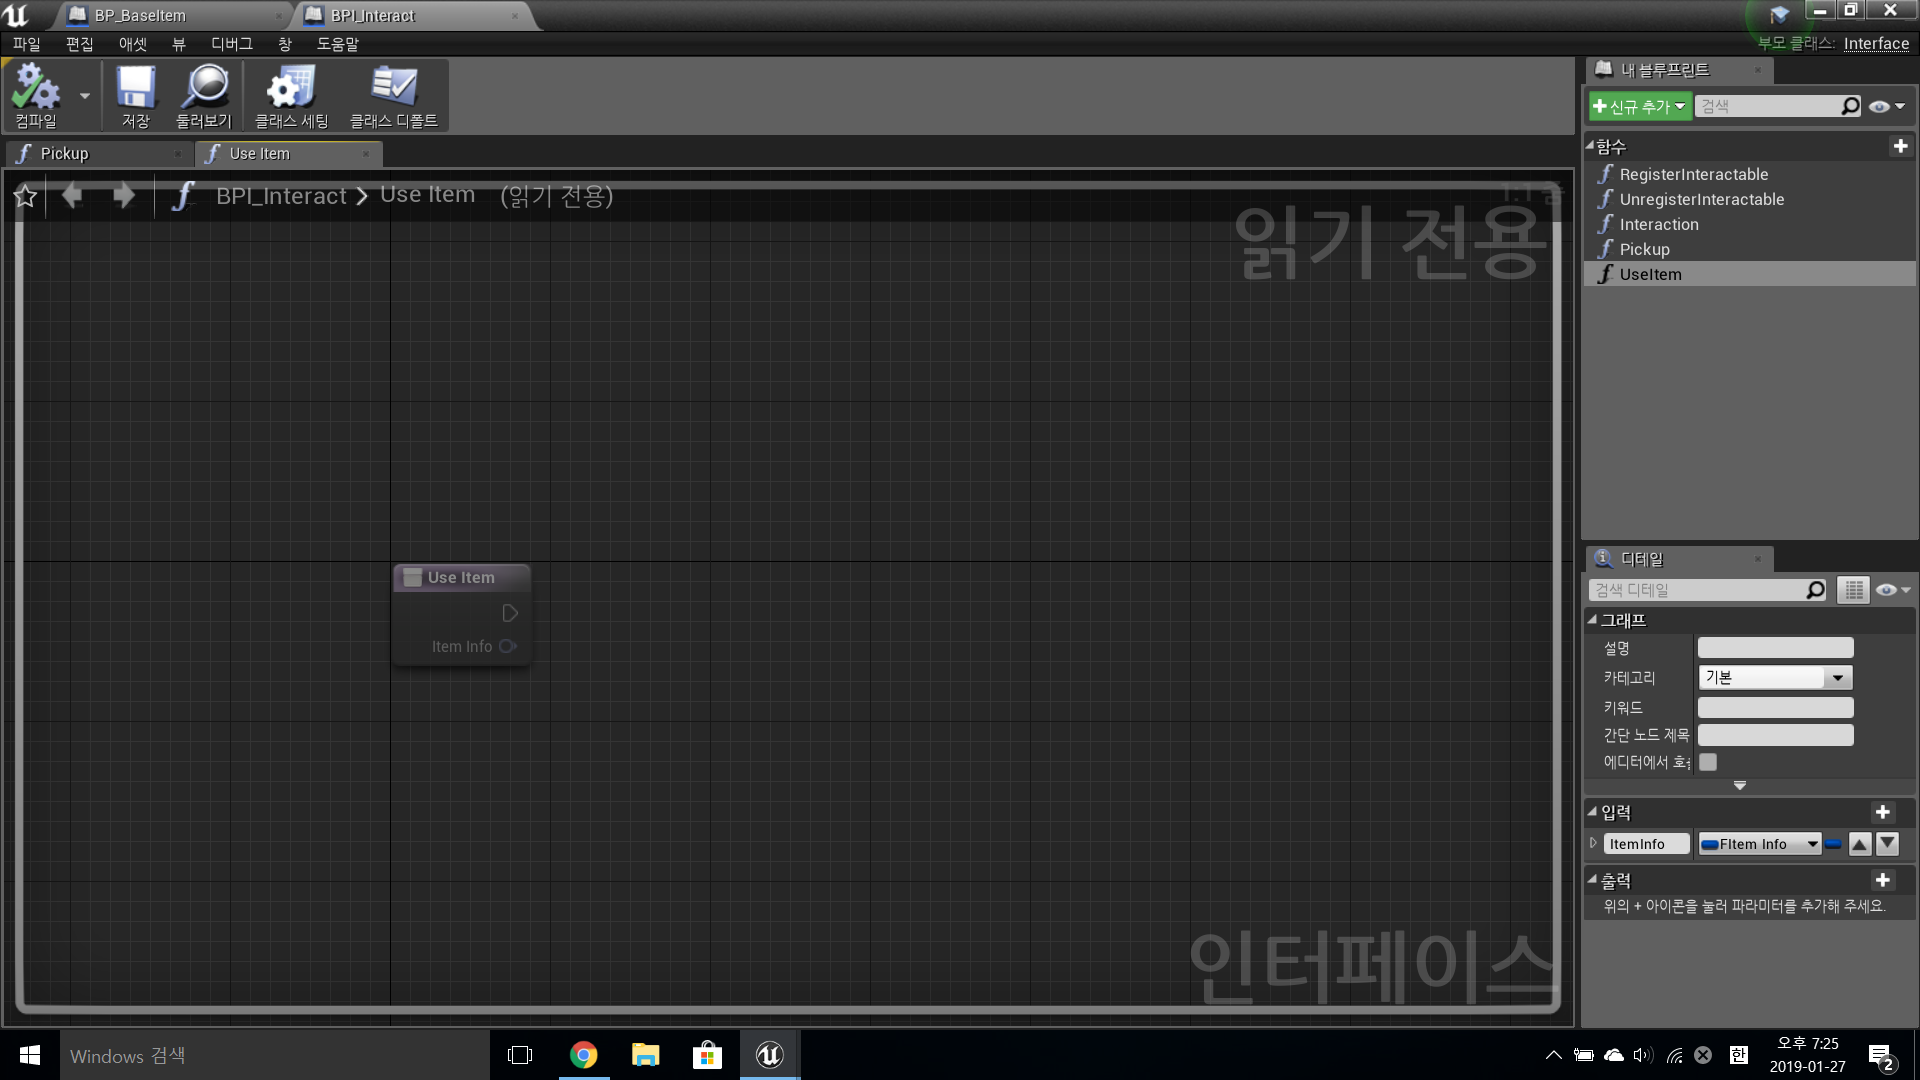 BP_BaseItem
BPI_Interact
파일 편집 애셋 뷰 디버그 창 도움말
부모 클래스: Interface
컴파일
저장
둘러보기
클래스 세팅
클래스 디폴트
내 블루프린트
신규 추가
검색
Pickup
Use Item
BPI_Interact > Use Item (읽기 전용)
1:1 줌
읽기 전용
함수
RegisterInteractable
UnregisterInteractable
Interaction
Pickup
UseItem
Use Item
Item Info
디테일
검색 디테일
그래프
설명
카테고리 기본
키워드
간단 노드 제목
에디터에서 호출
입력
ItemInfo FItem Info
출력
위의 + 아이콘을 눌러 파라미터를 추가해 주세요.
인터페이스
Windows 검색
한
오후 7:25
2019-01-27
2